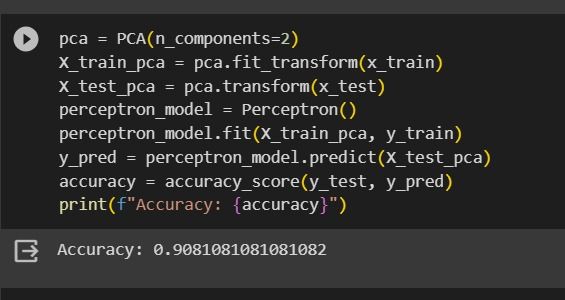 pca = PCA(n_components=2)
X_train_pca = pca.fit_transform(x_train)
X_test_pca = pca.transform(x_test)
perceptron_model = Perceptron()
perceptron_model.fit(X_train_pca, y_train)
y_pred = perceptron_model.predict(X_test_pca)
accuracy = accuracy_score(y_test, y_pred)
print(f"Accuracy: {accuracy}")
Accuracy: 0.9081081081081082